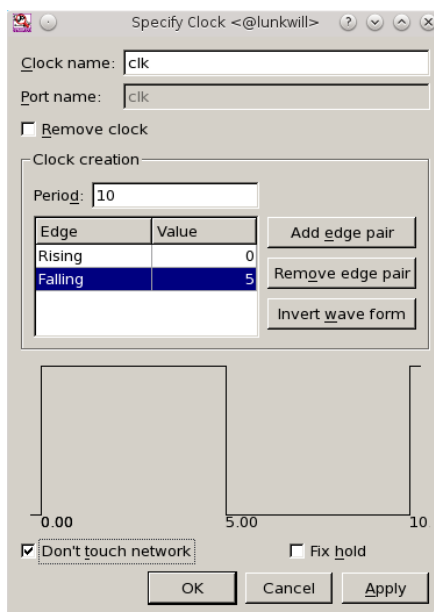 Specify Clock <@lunkwill>
Clock name: clk
Port name: clk
Remove clock
Clock creation
Period: 10
Edge Value
Add edge pair
Rising 0
Falling 5
Remove edge pair
Invert wave form
0.00 5.00 10
Don't touch network Fix hold
OK Cancel Apply